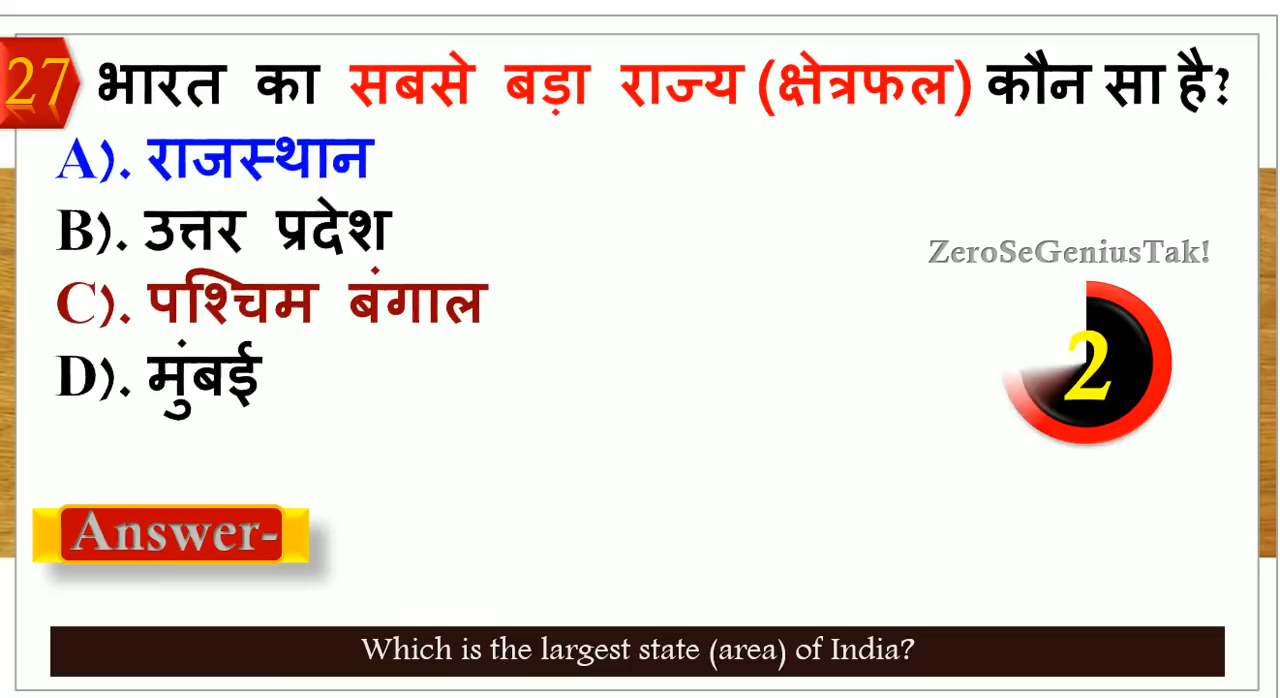 27 भारत का सबसे बड़ा राज्य (क्षेत्रफल) कौन सा है?
A). राजस्थान
B). उत्तर प्रदेश
C). पश्चिम बंगाल
D). मुंबई
ZeroSeGeniusTak!
2
Answer-
Which is the largest state (area) of India?